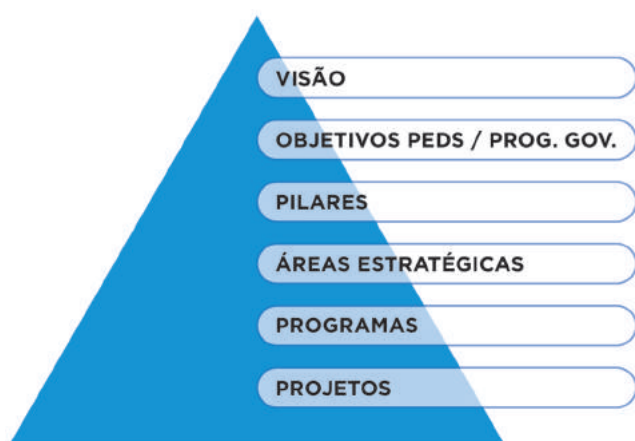 VISÃO
OBJETIVOS PEDS / PROG. GOV.
PILARES
ÁREAS ESTRATÉGICAS
PROGRAMAS
PROJETOS